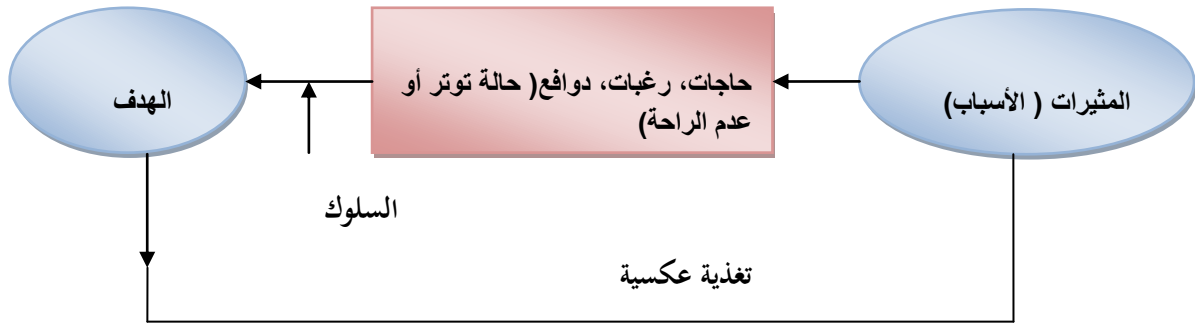 المثيرات ( الأسباب)
حاجات، رغبات، دوافع( حالة توتر أو
عدم الراحة)
الهدف
السلوك
تغذية عكسية